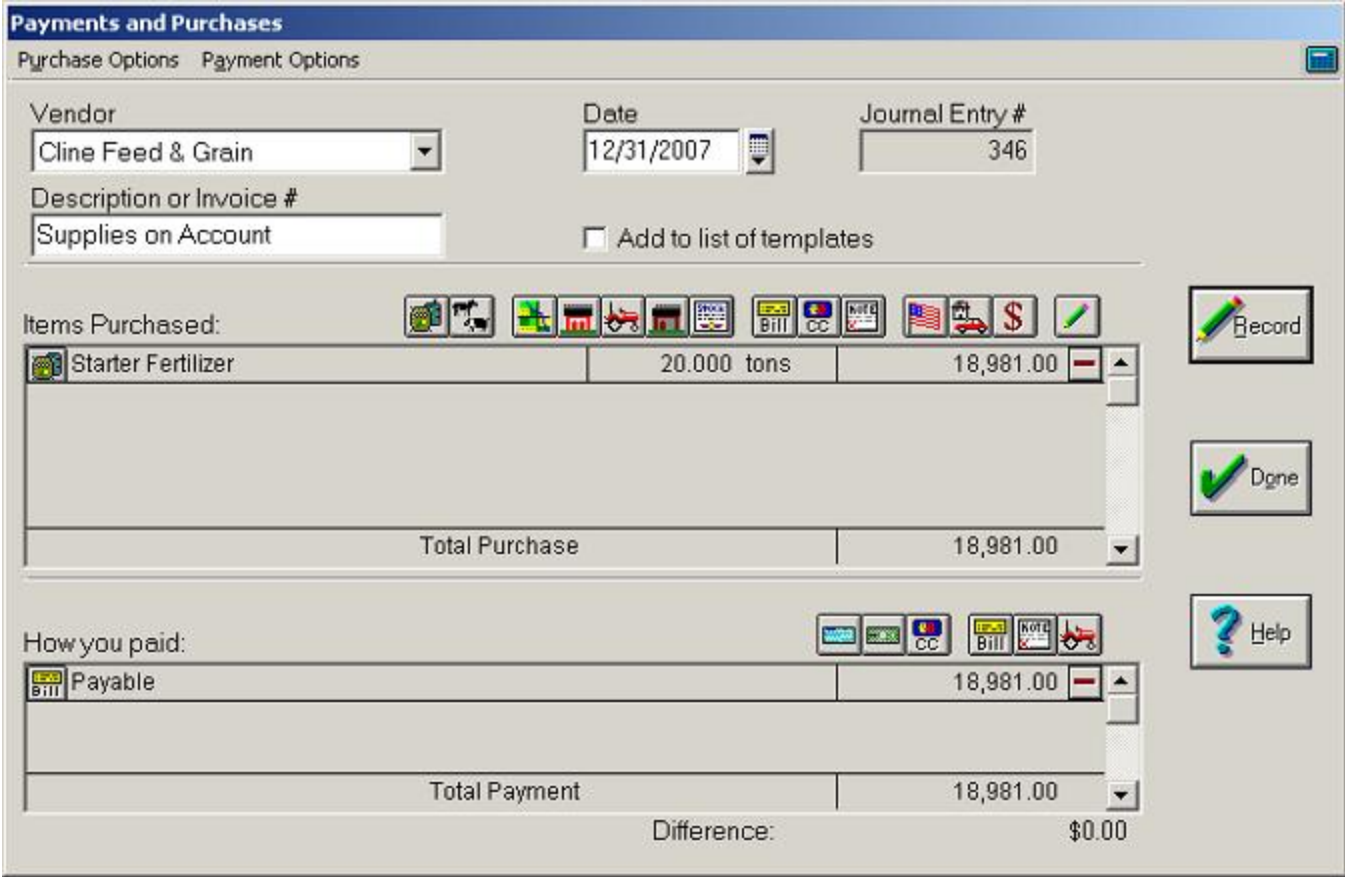 Payments and Purchases
Purchase Options Payment Options
Vendor Date Journal Entry #
Cline Feed & Grain 12/31/2007 346
Description or Invoice #
Supplies on Account Add to list of templates
Items Purchased: Bill CC NOTE $
Record
Starter Fertilizer 20.000 tons 18,981.00
Done
Total Purchase 18,981.00
Help
How you paid: CC Bill NOTE
Bill Payable 18,981.00
Total Payment 18,981.00
Difference: $0.00